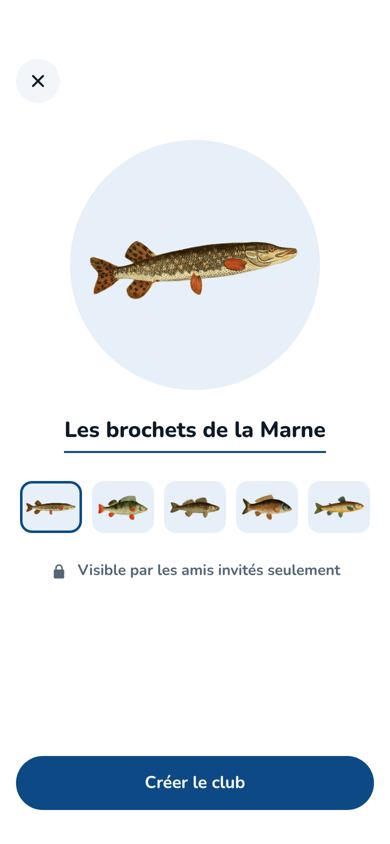 Les brochets de la Marne
Visible par les amis invités seulement
Créer le club